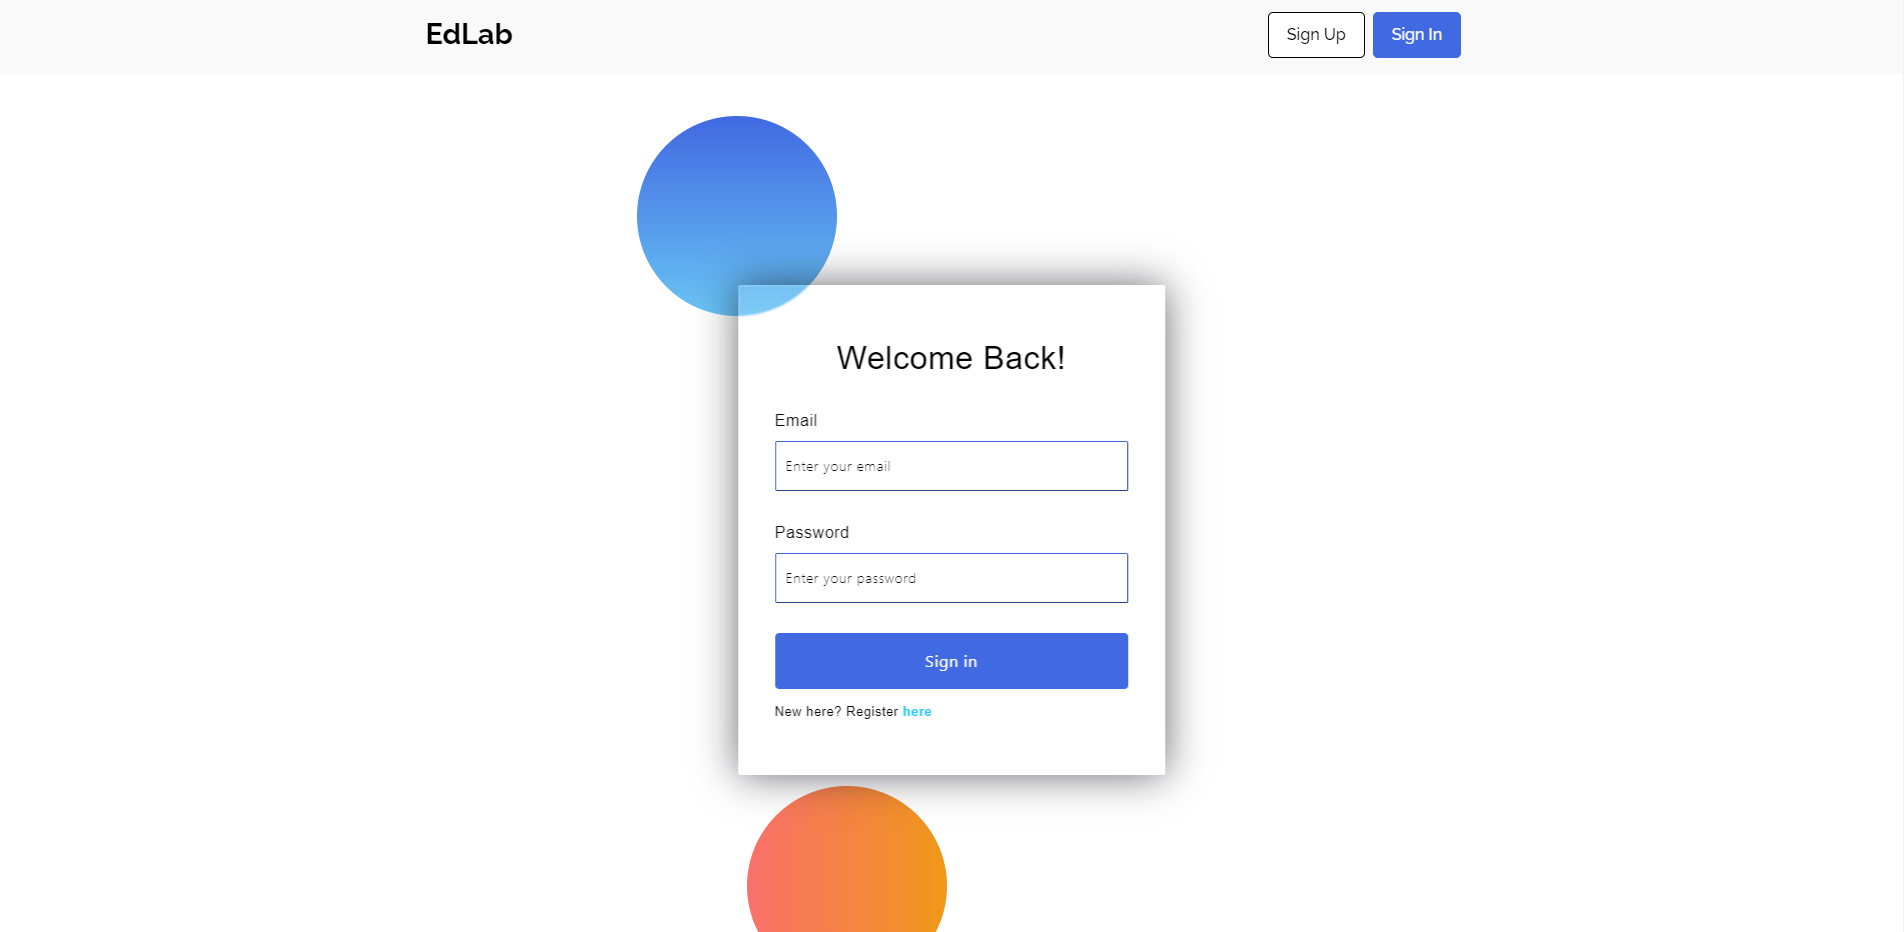 EdLab
Sign Up
Sign In
Welcome Back!
Email
Enter your email
Password
Enter your password
Sign in
New here? Register here